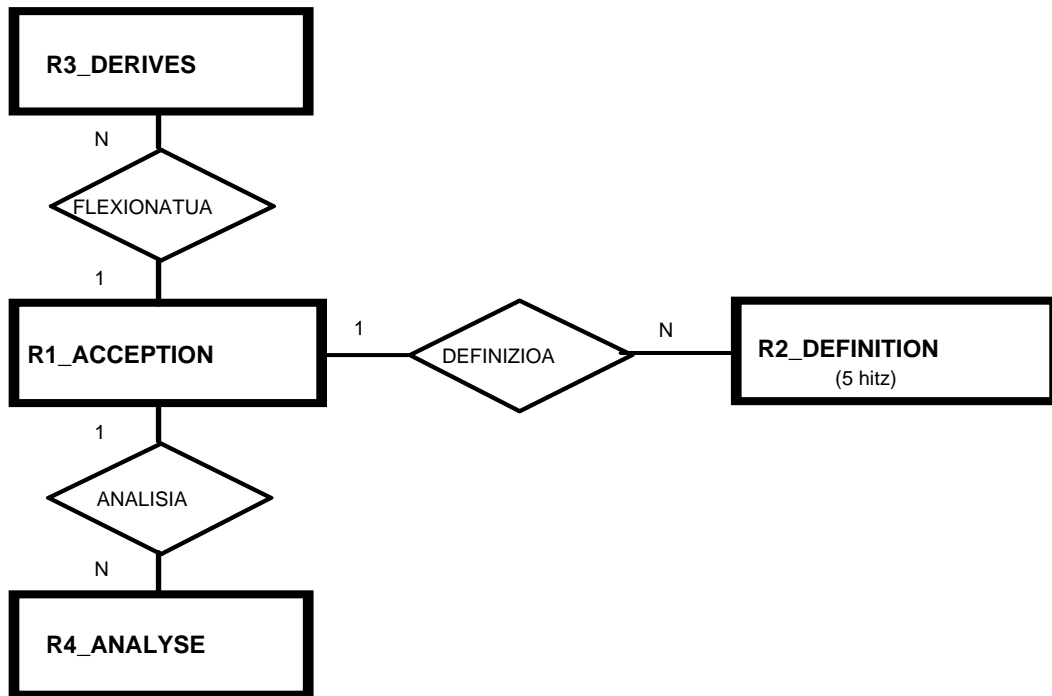 R3_DERIVES
N
FLEXIONATUA
1
R1_ACCEPTION
1
DEFINIZIOA
N
R2_DEFINITION
(5 hitz)
1
ANALISIA
N
R4_ANALYSE